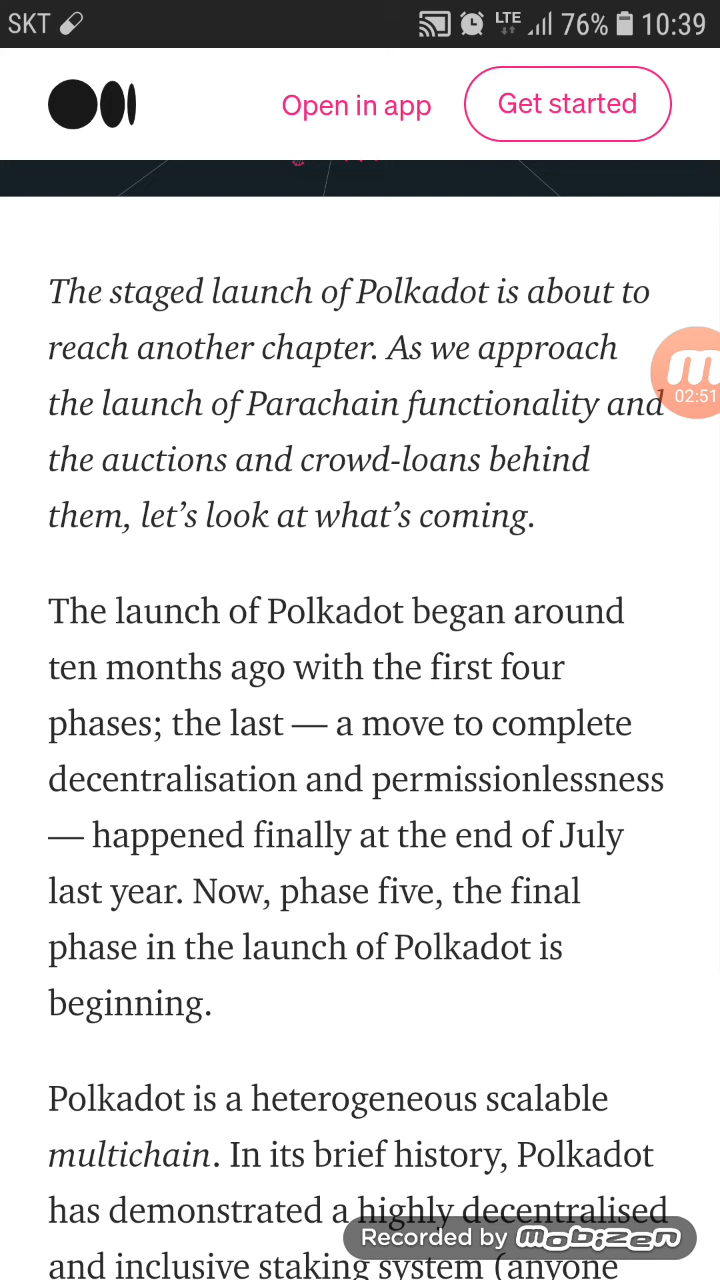 SKT LTE 76% 10:39
Open in app Get started
The staged launch of Polkadot is about to
reach another chapter. As we approach
the launch of Parachain functionality and
02:51
the auctions and crowd-loans behind
them, let’s look at what’s coming.
The launch of Polkadot began around
ten months ago with the first four
phases; the last — a move to complete
decentralisation and permissionlessness
— happened finally at the end of July
last year. Now, phase five, the final
phase in the launch of Polkadot is
beginning.
Polkadot is a heterogeneous scalable
multichain. In its brief history, Polkadot
has demonstrated a highly decentralised
Recorded by mobizen
and inclusive staking system (anyone